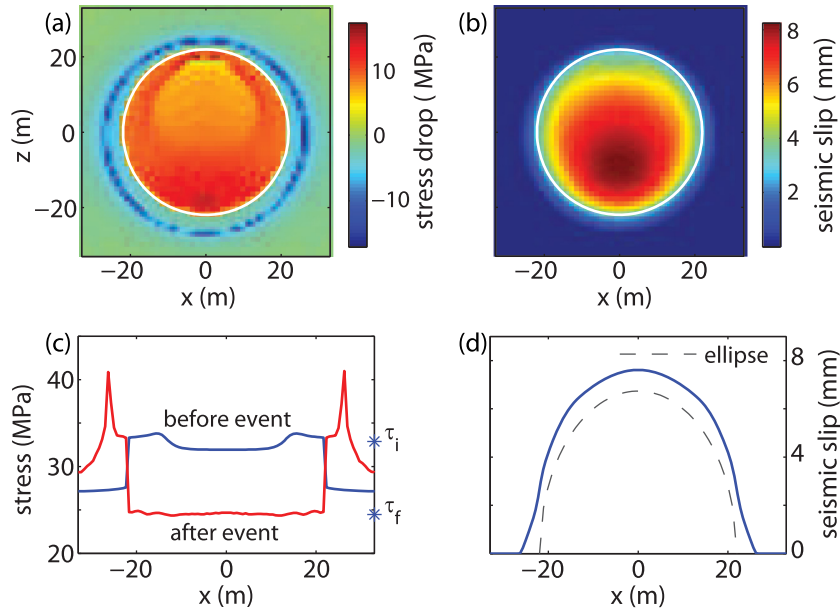 (a)
20
0
−20
z (m)
−20
0
20
x (m)
10
0
−10
stress drop ( MPa)
(b)
−20
0
20
x (m)
8
6
4
2
seismic slip ( mm)
(c)
40
30
20
stress (MPa)
before event
after event
τi
τf
−20
0
20
x (m)
(d)
ellipse
8
4
0
seismic slip (mm)
−20
0
20
x (m)